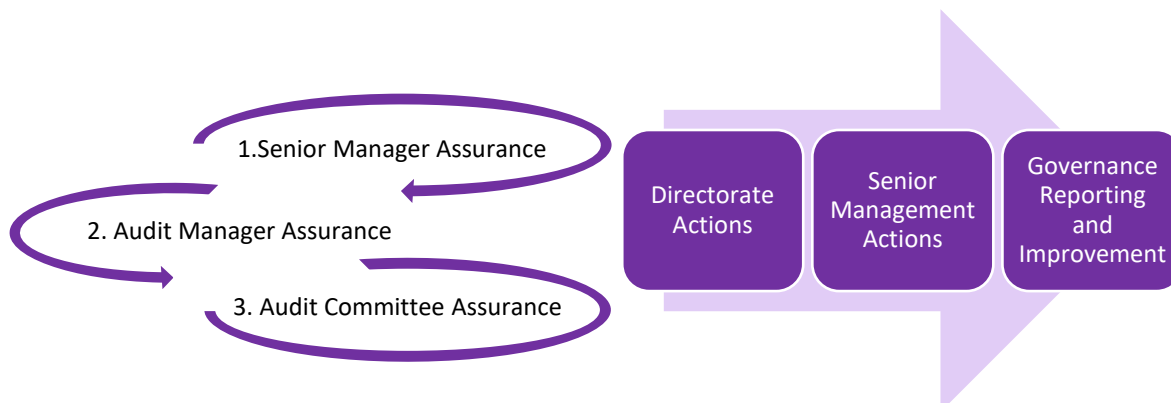 1.Senior Manager Assurance
2. Audit Manager Assurance
3. Audit Committee Assurance
Directorate
Actions
Senior
Management
Actions
Governance
Reporting
and
Improvement